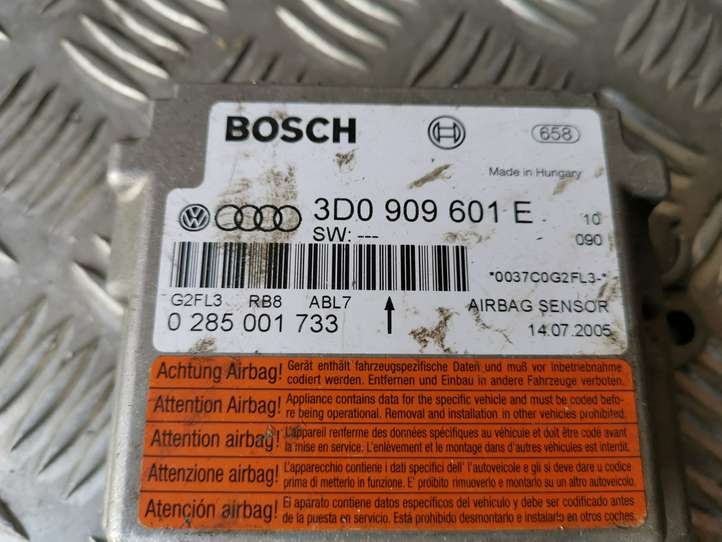 BOSCH
658
Made in Hungary
3D0 909 601 E
10
SW: ---
090
*0037C0G2FL3-*
G2FL3 RB8 ABL7
AIRBAG SENSOR
0 285 001 733
14.07.2005
Achtung Airbag! Gerät enthält fahrzeugspezifische Daten und muß vor Inbetriebnahme
codiert werden. Entfernen und Einbau in andere Fahrzeuge verboten.
Attention Airbag! Appliance contains data for the specific vehicle and must be coded befo-
re being operational. Removal and installation in other vehicles prohibited.
Attention airbag! L'appareil renferme des données spécifiques au véhicule et doit être codé avant
la mise en service. L'enlèvement et le montage dans d'autres véhicules est interdit.
Attenzione airbag! L'apparecchio contiene i dati specifici dell' l'autoveicole e gli si deve dare u codice
prima di metterlo in funzione. E' proibito rimuoverlo e montarlo su un altro autoveicolo.
Atención airbag! El aparato contiene datos específicos del vehículo y debe ser codificado antes
de la puesta en servicio. Está prohibido desmontarlo e instalarlo en otros coches.